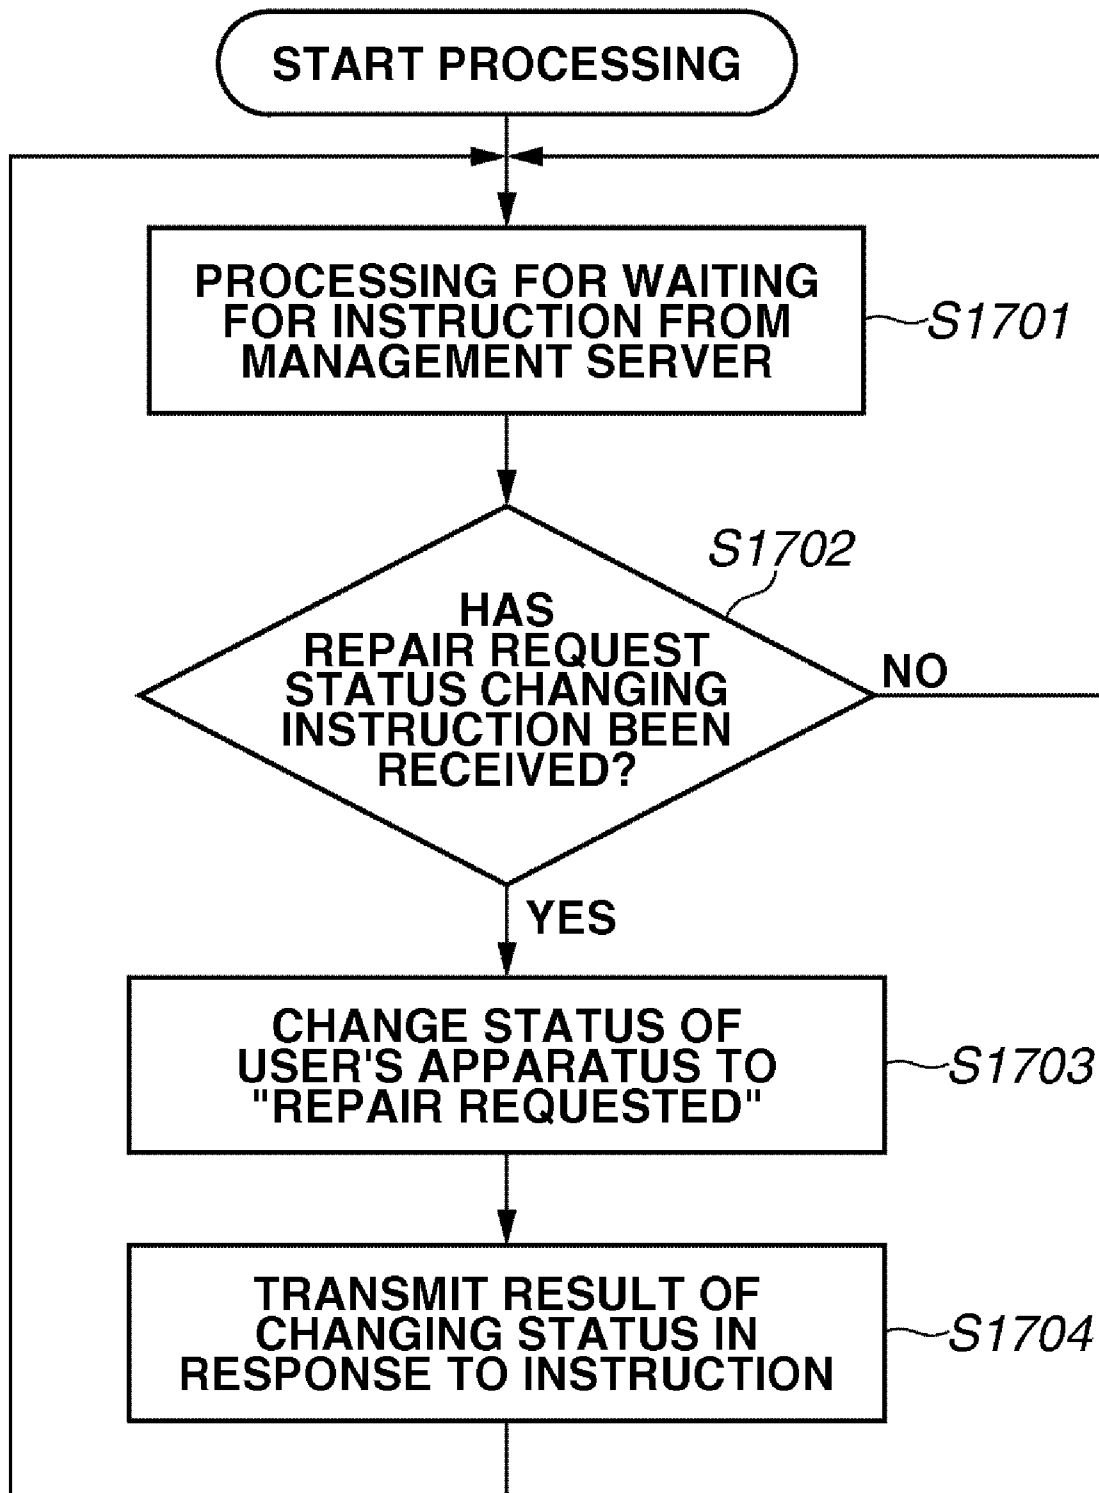 START PROCESSING
PROCESSING FOR WAITING
FOR INSTRUCTION FROM
MANAGEMENT SERVER
S1701
S1702
HAS
REPAIR REQUEST
STATUS CHANGING
INSTRUCTION BEEN
RECEIVED?
NO
YES
CHANGE STATUS OF
USER'S APPARATUS TO
"REPAIR REQUESTED"
S1703
TRANSMIT RESULT OF
CHANGING STATUS IN
RESPONSE TO INSTRUCTION
S1704